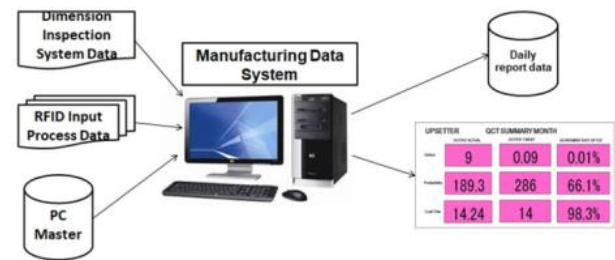 Dimension
Inspection
System Data
Manufacturing Data
System
Daily
report data
RFID Input
Process Data
PC
Master
UPSETTER QCT SUMMARY MONTH
9 0.09 0.01%
189.3 286 66.1%
14.24 14 98.3%